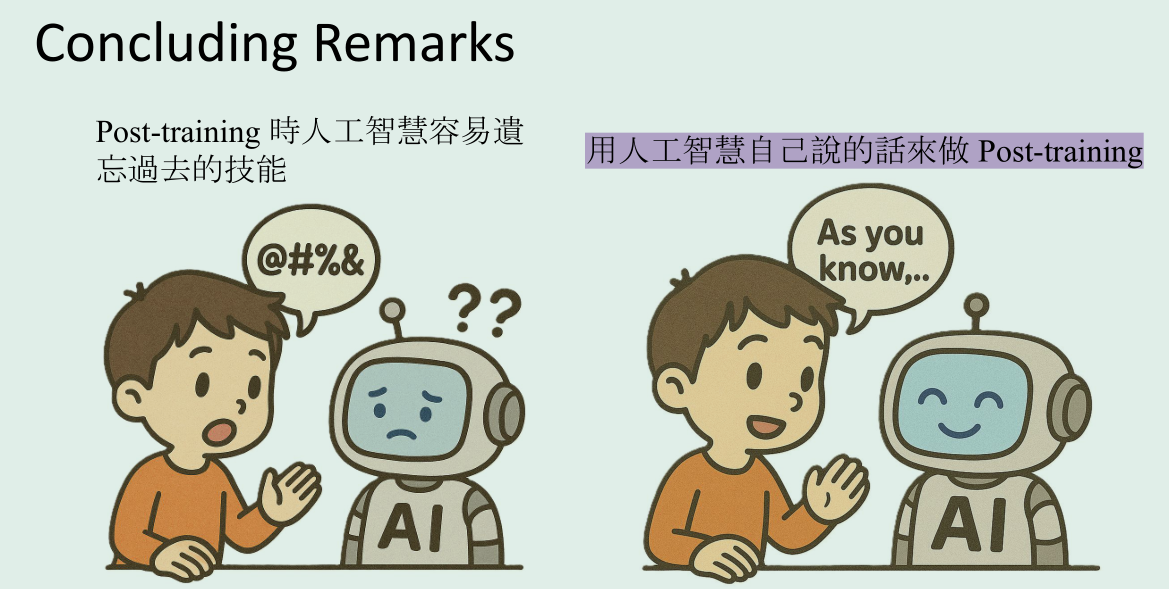 Concluding Remarks
Post-training 時人工智慧容易遺
忘過去的技能
@#%&
??
AI
用人工智慧自己說的話來做 Post-training
As you
know,..
AI